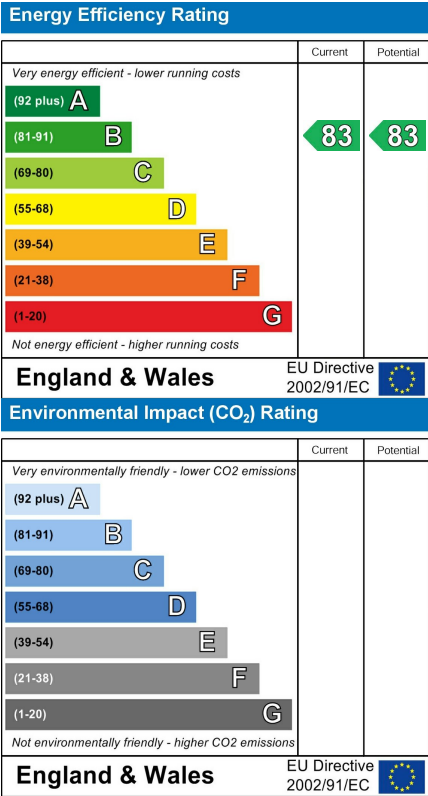 Energy Efficiency Rating
Current Potential
Very energy efficient - lower running costs
(92 plus) A
(81-91) B 83 83
(69-80) C
(55-68) D
(39-54) E
(21-38) F
(1-20) G
Not energy efficient - higher running costs
England & Wales
EU Directive
2002/91/EC
Environmental Impact (CO₂) Rating
Current Potential
Very environmentally friendly - lower CO2 emissions
(92 plus) A
(81-91) B
(69-80) C
(55-68) D
(39-54) E
(21-38) F
(1-20) G
Not environmentally friendly - higher CO2 emissions
England & Wales
EU Directive
2002/91/EC